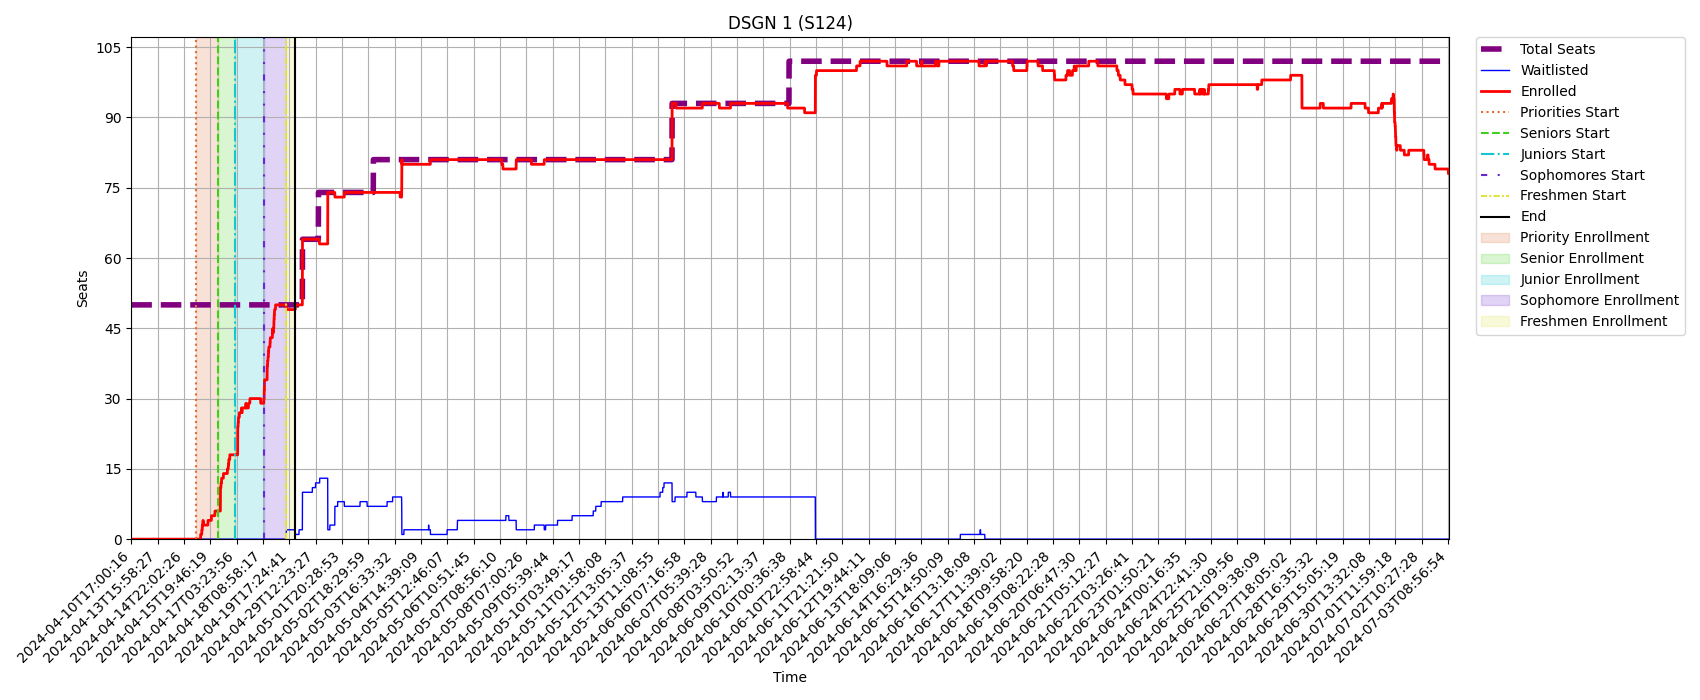 DSGN 1 (S124)
Seats
105
90
75
60
45
30
15
0
2024-04-10T17:00:16
2024-04-13T15:58:27
2024-04-14T22:02:26
2024-04-15T19:46:19
2024-04-17T03:23:56
2024-04-18T08:58:17
2024-04-19T17:24:41
2024-04-29T12:23:27
2024-05-01T20:28:53
2024-05-02T18:29:59
2024-05-03T16:33:32
2024-05-04T14:39:09
2024-05-05T12:46:07
2024-05-06T10:51:45
2024-05-07T08:56:10
2024-05-08T07:00:26
2024-05-09T05:39:44
2024-05-10T03:49:17
2024-05-11T01:58:08
2024-05-12T13:05:37
2024-05-13T11:08:55
2024-06-06T07:16:58
2024-06-07T05:39:28
2024-06-08T03:50:52
2024-06-09T02:13:37
2024-06-10T00:36:38
2024-06-10T22:58:44
2024-06-11T21:21:50
2024-06-12T19:44:11
2024-06-13T18:09:06
2024-06-14T16:29:36
2024-06-15T14:50:09
2024-06-16T13:18:08
2024-06-17T11:39:02
2024-06-18T09:58:20
2024-06-19T08:22:28
2024-06-20T06:47:30
2024-06-21T05:12:27
2024-06-22T03:26:41
2024-06-23T01:50:21
2024-06-24T00:16:35
2024-06-24T22:41:30
2024-06-25T21:09:56
2024-06-26T19:38:09
2024-06-27T18:05:02
2024-06-28T16:35:32
2024-06-29T15:05:19
2024-06-30T13:32:08
2024-07-01T11:59:18
2024-07-02T10:27:28
2024-07-03T08:56:54
Time
Total Seats
Waitlisted
Enrolled
Priorities Start
Seniors Start
Juniors Start
Sophomores Start
Freshmen Start
End
Priority Enrollment
Senior Enrollment
Junior Enrollment
Sophomore Enrollment
Freshmen Enrollment